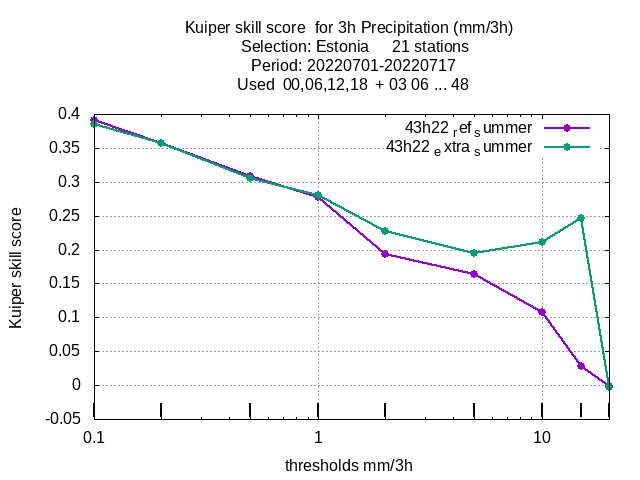 Kuiper skill score  for 3h Precipitation (mm/3h)
Selection: Estonia     21 stations
Period: 20220701-20220717
Used  00,06,12,18  + 03 06 ... 48
43h22 ref summer
43h22 extra summer
0.4
0.35
0.3
0.25
0.2
0.15
0.1
0.05
0
-0.05
Kuiper skill score
0.1 1 10
thresholds mm/3h